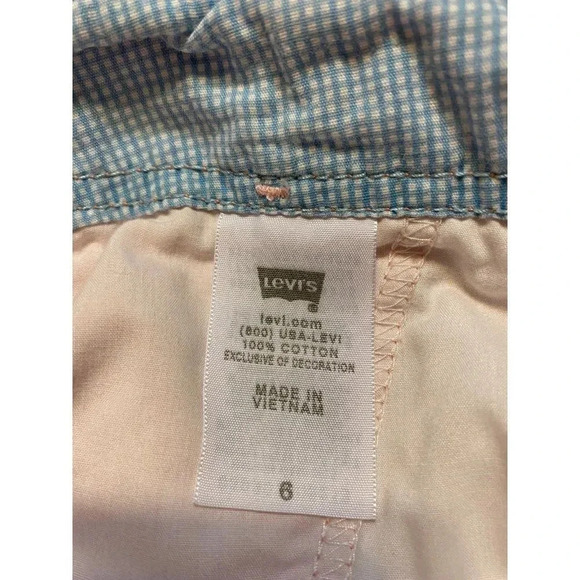 Levi's
®
levi.com
(800) USA-LEVI
100% COTTON
EXCLUSIVE OF DECORATION
MADE IN
VIETNAM
6